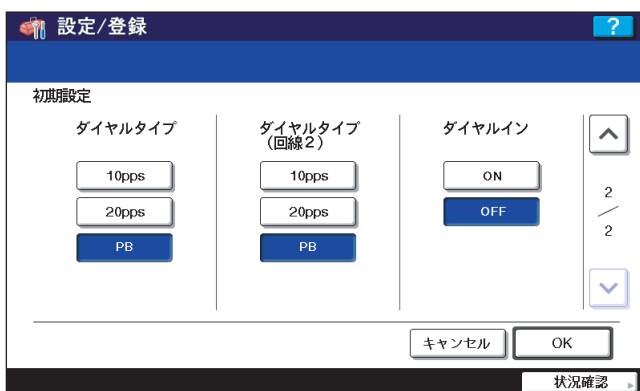 設定/登録
?
初期設定
ダイヤルタイプ
10pps
20pps
PB
ダイヤルタイプ
(回線2)
10pps
20pps
PB
ダイヤルイン
ON
OFF
2
/
2
キャンセル
OK
状況確認